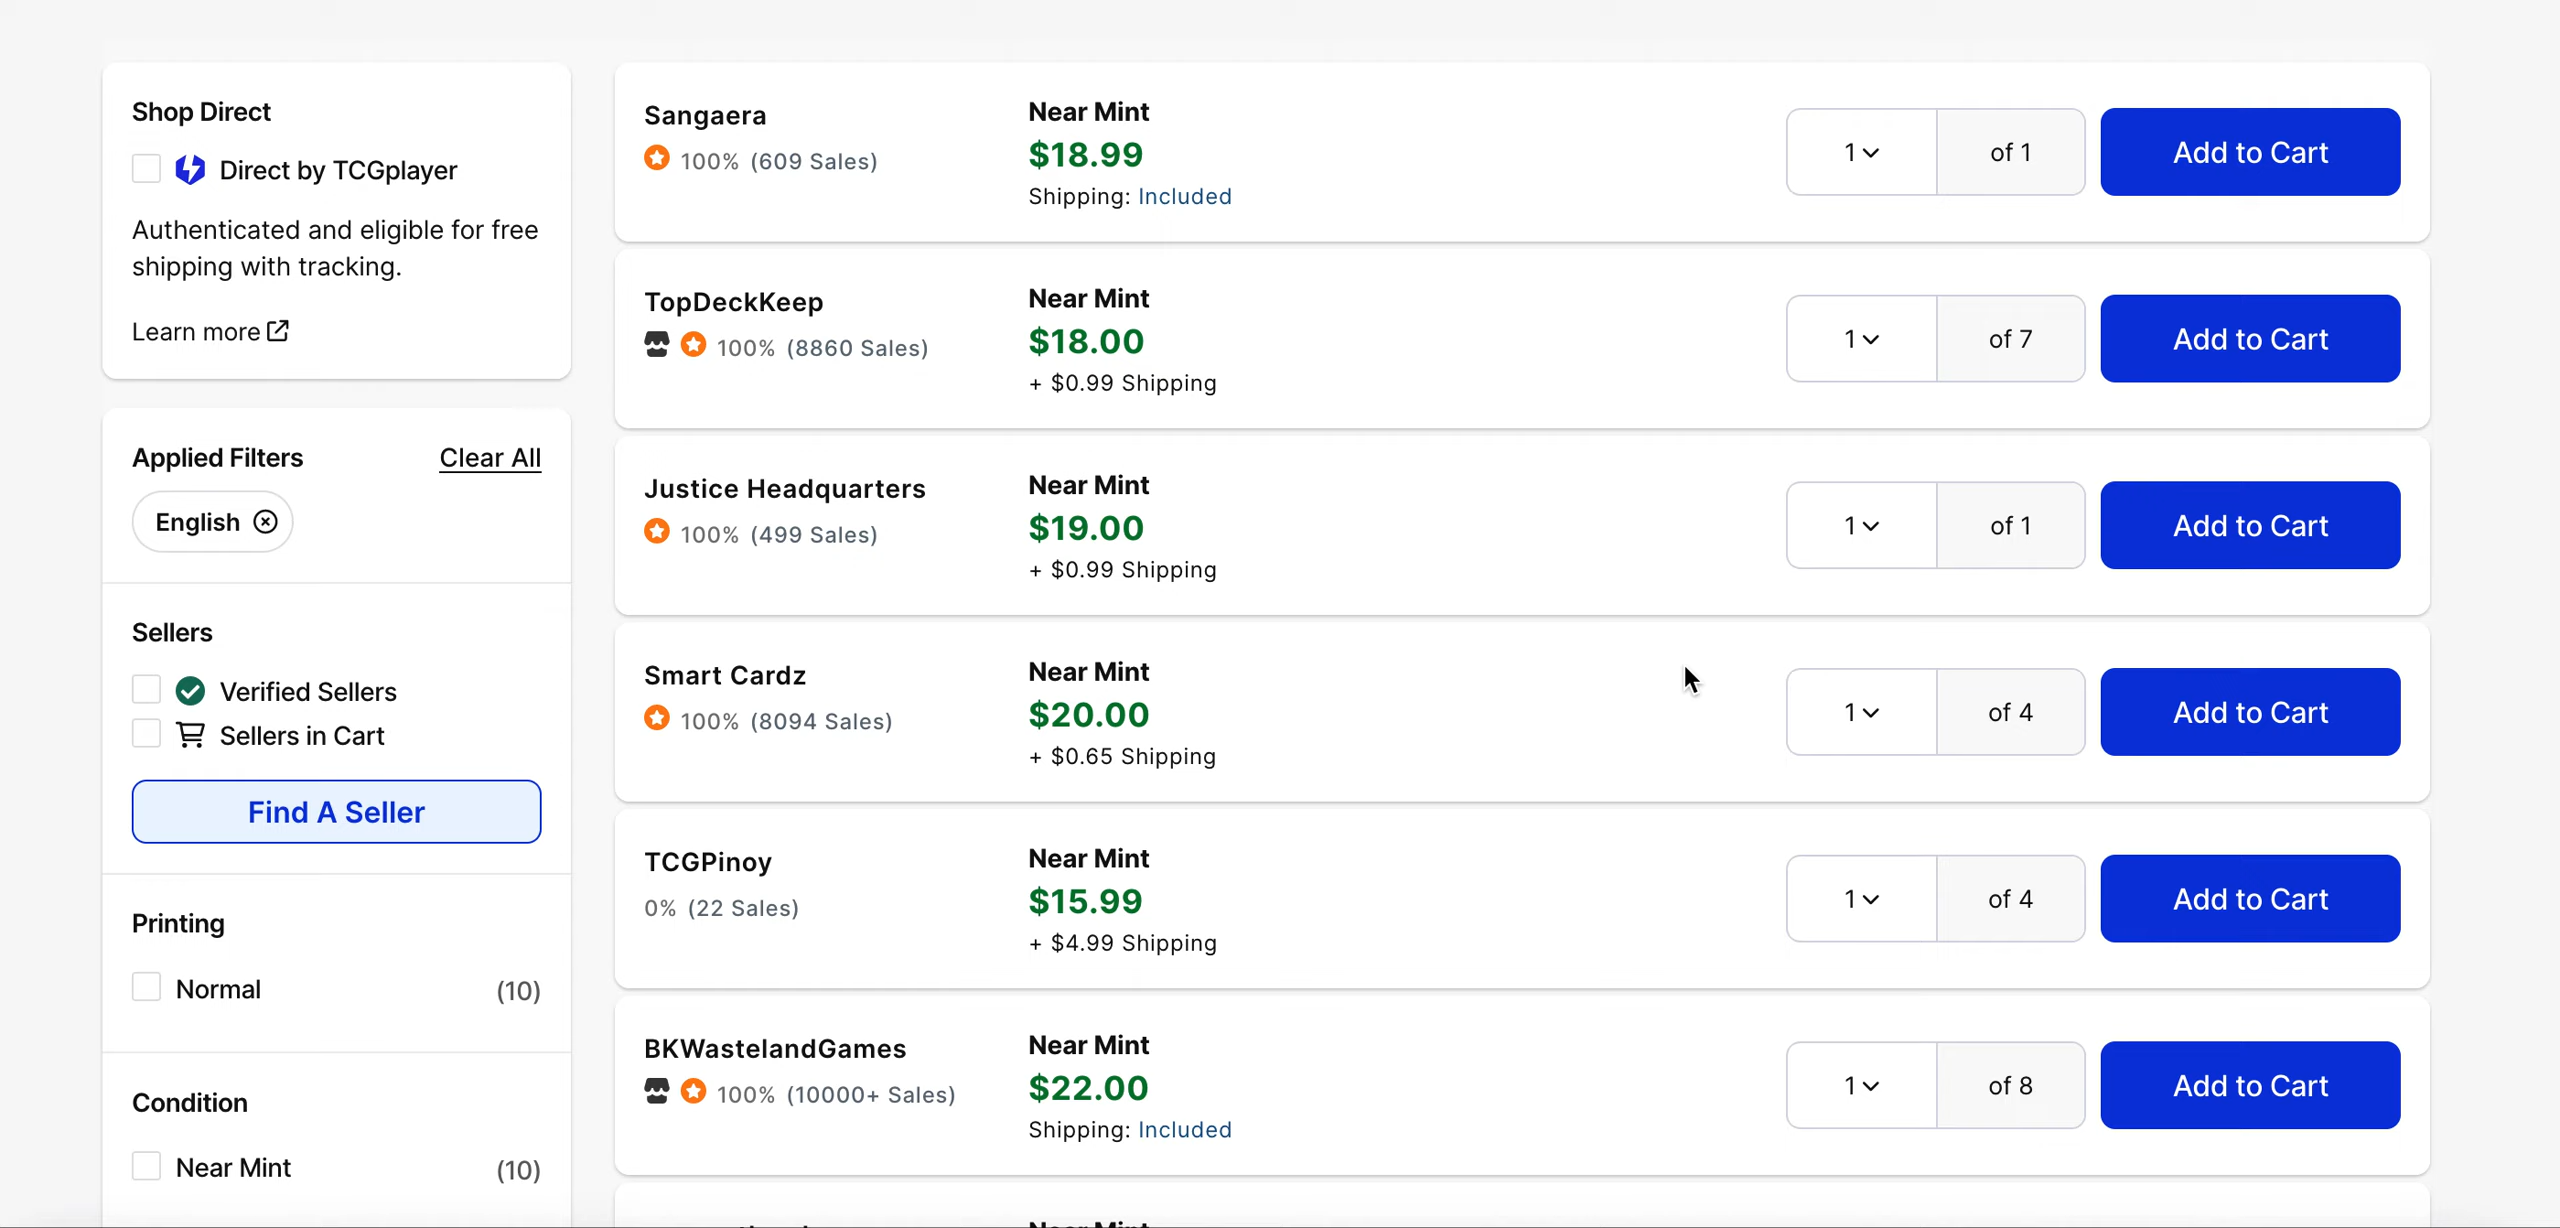 Shop Direct
Direct by TCGplayer
Authenticated and eligible for free
shipping with tracking.
Learn more
Applied Filters
Clear All
English
Sellers
Verified Sellers
Sellers in Cart
Find A Seller
Printing
Normal
(10)
Condition
Near Mint
(10)
Sangaera
100% (609 Sales)
Near Mint
$18.99
Shipping: Included
1
of 1
Add to Cart
TopDeckKeep
100% (8860 Sales)
Near Mint
$18.00
+ $0.99 Shipping
1
of 7
Add to Cart
Justice Headquarters
100% (499 Sales)
Near Mint
$19.00
+ $0.99 Shipping
1
of 1
Add to Cart
Smart Cardz
100% (8094 Sales)
Near Mint
$20.00
+ $0.65 Shipping
1
of 4
Add to Cart
TCGPinoy
0% (22 Sales)
Near Mint
$15.99
+ $4.99 Shipping
1
of 4
Add to Cart
BKWastelandGames
100% (10000+ Sales)
Near Mint
$22.00
Shipping: Included
1
of 8
Add to Cart
Near Mint